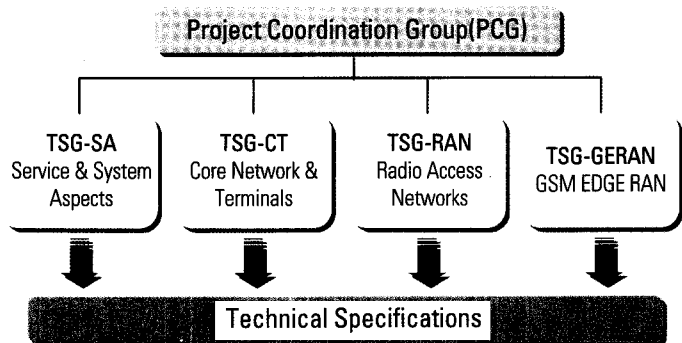 Project Coordination Group(PCG)
TSG-SA
Service & System
Aspects
TSG-CT
Core Network &
Terminals
TSG-RAN
Radio Access
Networks
TSG-GERAN
GSM EDGE RAN
Technical Specifications